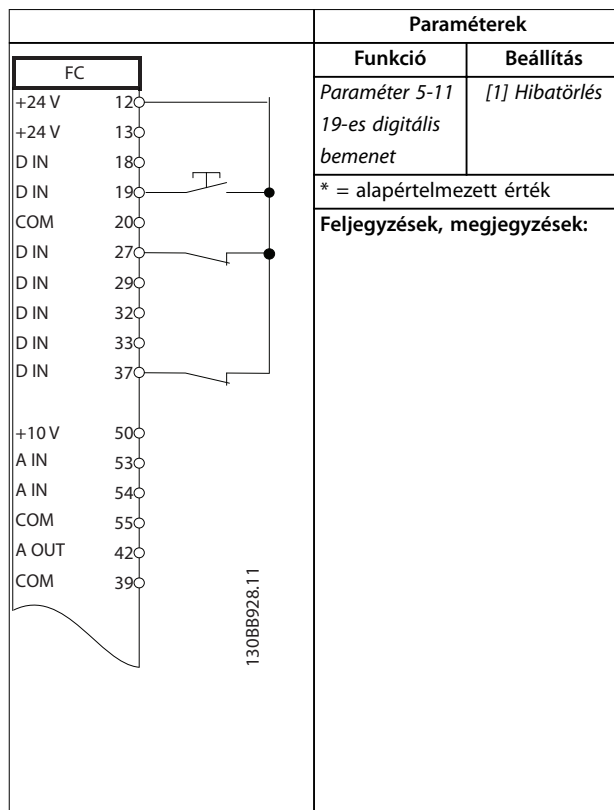 Paraméterek
Funkció Beállítás
Paraméter 5-11 [1] Hibatörlés
19-es digitális
bemenet
* = alapértelmezett érték
Feljegyzések, megjegyzések:
FC
+24 V 12
+24 V 13
D IN 18
D IN 19
COM 20
D IN 27
D IN 29
D IN 32
D IN 33
D IN 37
+10 V 50
A IN 53
A IN 54
COM 55
A OUT 42
COM 39
130BB928.11